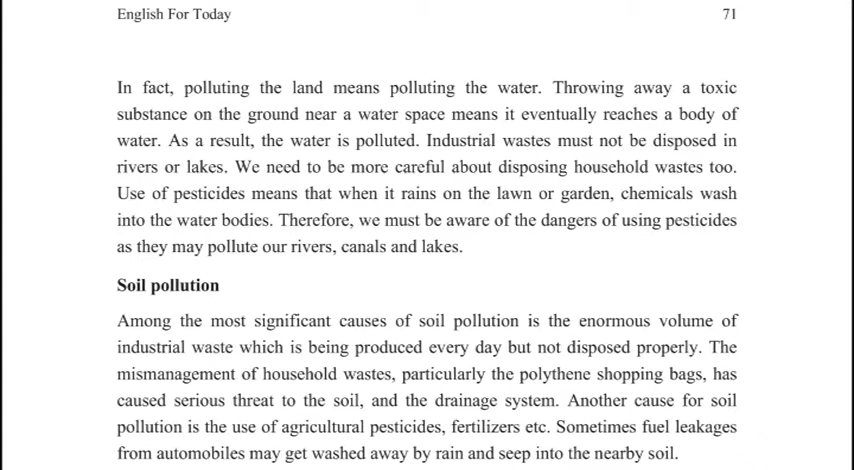 English For Today 71
In fact, polluting the land means polluting the water. Throwing away a toxic
substance on the ground near a water space means it eventually reaches a body of
water. As a result, the water is polluted. Industrial wastes must not be disposed in
rivers or lakes. We need to be more careful about disposing household wastes too.
Use of pesticides means that when it rains on the lawn or garden, chemicals wash
into the water bodies. Therefore, we must be aware of the dangers of using pesticides
as they may pollute our rivers, canals and lakes.
Soil pollution
Among the most significant causes of soil pollution is the enormous volume of
industrial waste which is being produced every day but not disposed properly. The
mismanagement of household wastes, particularly the polythene shopping bags, has
caused serious threat to the soil, and the drainage system. Another cause for soil
pollution is the use of agricultural pesticides, fertilizers etc. Sometimes fuel leakages
from automobiles may get washed away by rain and seep into the nearby soil.